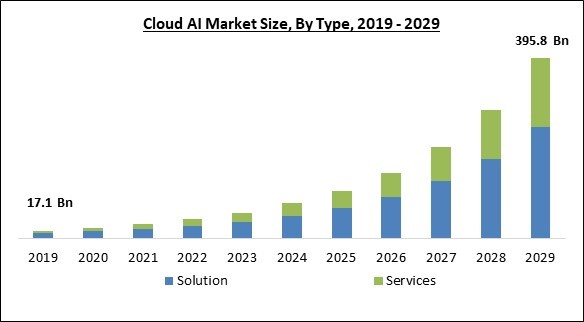 Cloud AI Market Size, By Type, 2019 - 2029
395.8 Bn
17.1 Bn
2019 2020 2021 2022 2023 2024 2025 2026 2027 2028 2029
Solution Services